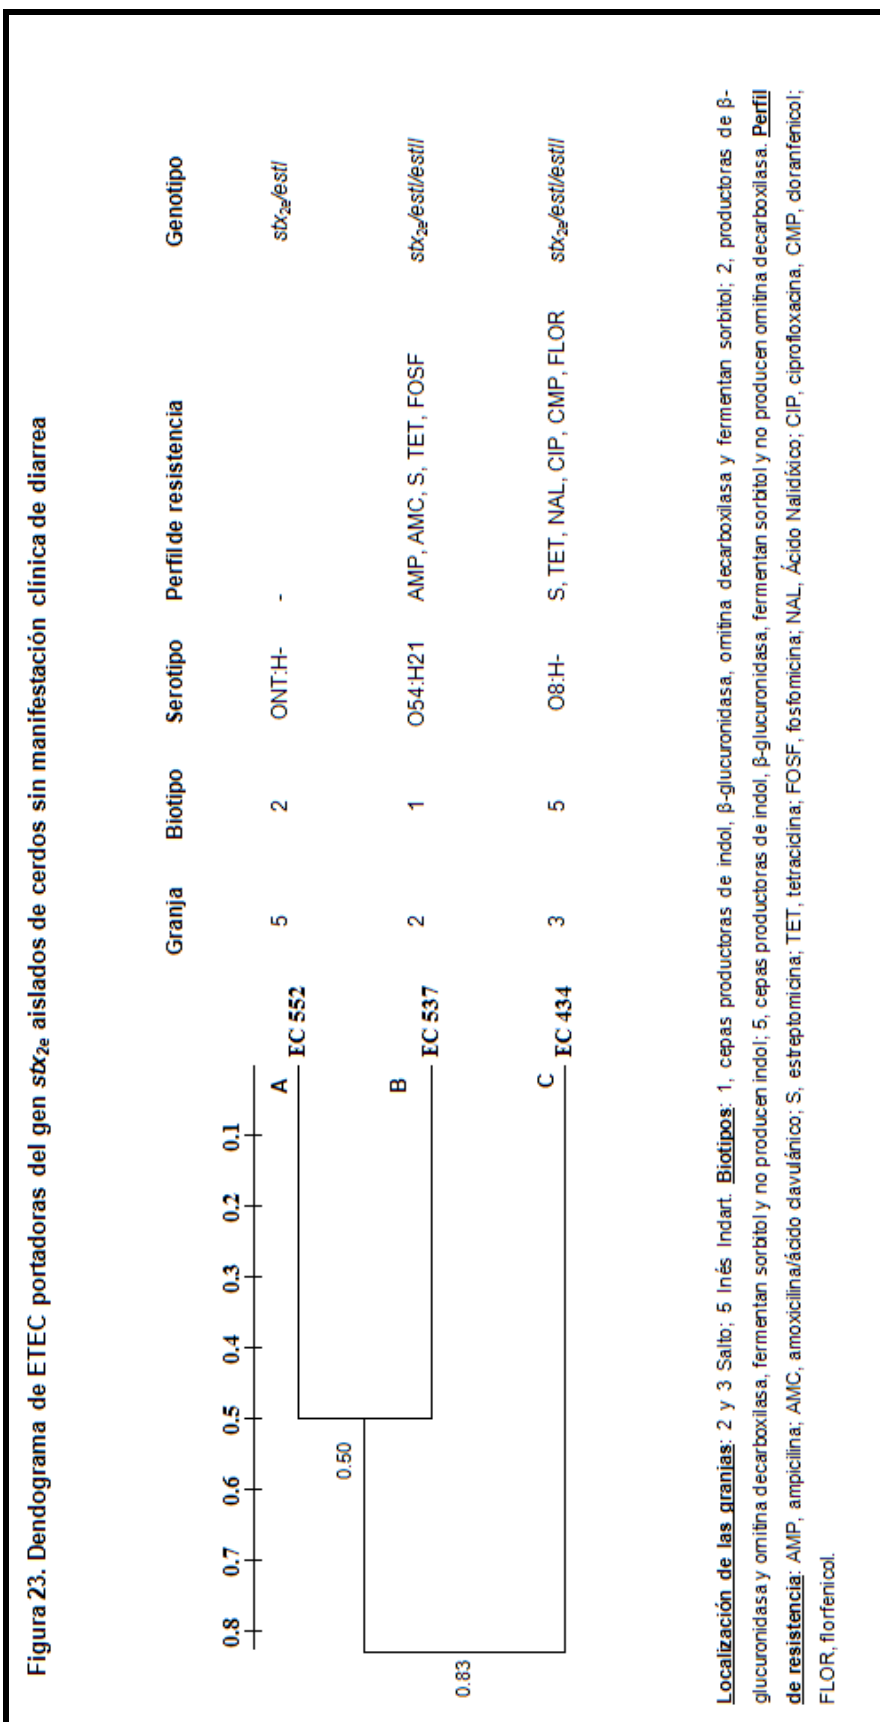 Figura 23. Dendograma de ETEC portadoras del gen stx2e aislados de cerdos sin manifestación clínica de diarrea
Granja Biotipo Serotipo Perfil de resistencia Genotipo
0.8 0.7 0.6 0.5 0.4 0.3 0.2 0.1
A
EC 552 5 2 ONT:H- - stx2e/estI
0.50
B
EC 537 2 1 O54:H21 AMP, AMC, S, TET, FOSF stx2e/estI/estII
0.83
C
EC 434 3 5 O8:H- S, TET, NAL, CIP, CMP, FLOR stx2e/estI/estII
Localización de las granjas: 2 y 3 Salto; 5 Inés Indart. Biotipos: 1, cepas productoras de indol, β-glucuronidasa, ornitina decarboxilasa y fermentan sorbitol; 2, productoras de β-
glucuronidasa y ornitina decarboxilasa, fermentan sorbitol y no producen indol; 5, cepas productoras de indol, β-glucuronidasa, fermentan sorbitol y no producen ornitina decarboxilasa. Perfil
de resistencia: AMP, ampicilina; AMC, amoxicilina/ácido clavulánico; S, estreptomicina; TET, tetraciclina; FOSF, fosfomicina; NAL, Ácido Nalidíxico; CIP, ciprofloxacina, CMP, cloranfenicol;
FLOR, florfenicol.